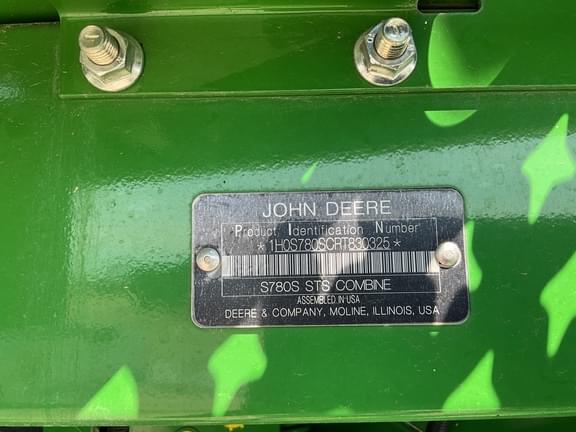 JOHN DEERE
Product Identification Number
*1H0S780SCRT830325*
S780S STS COMBINE
ASSEMBLED IN USA
DEERE & COMPANY, MOLINE, ILLINOIS, USA